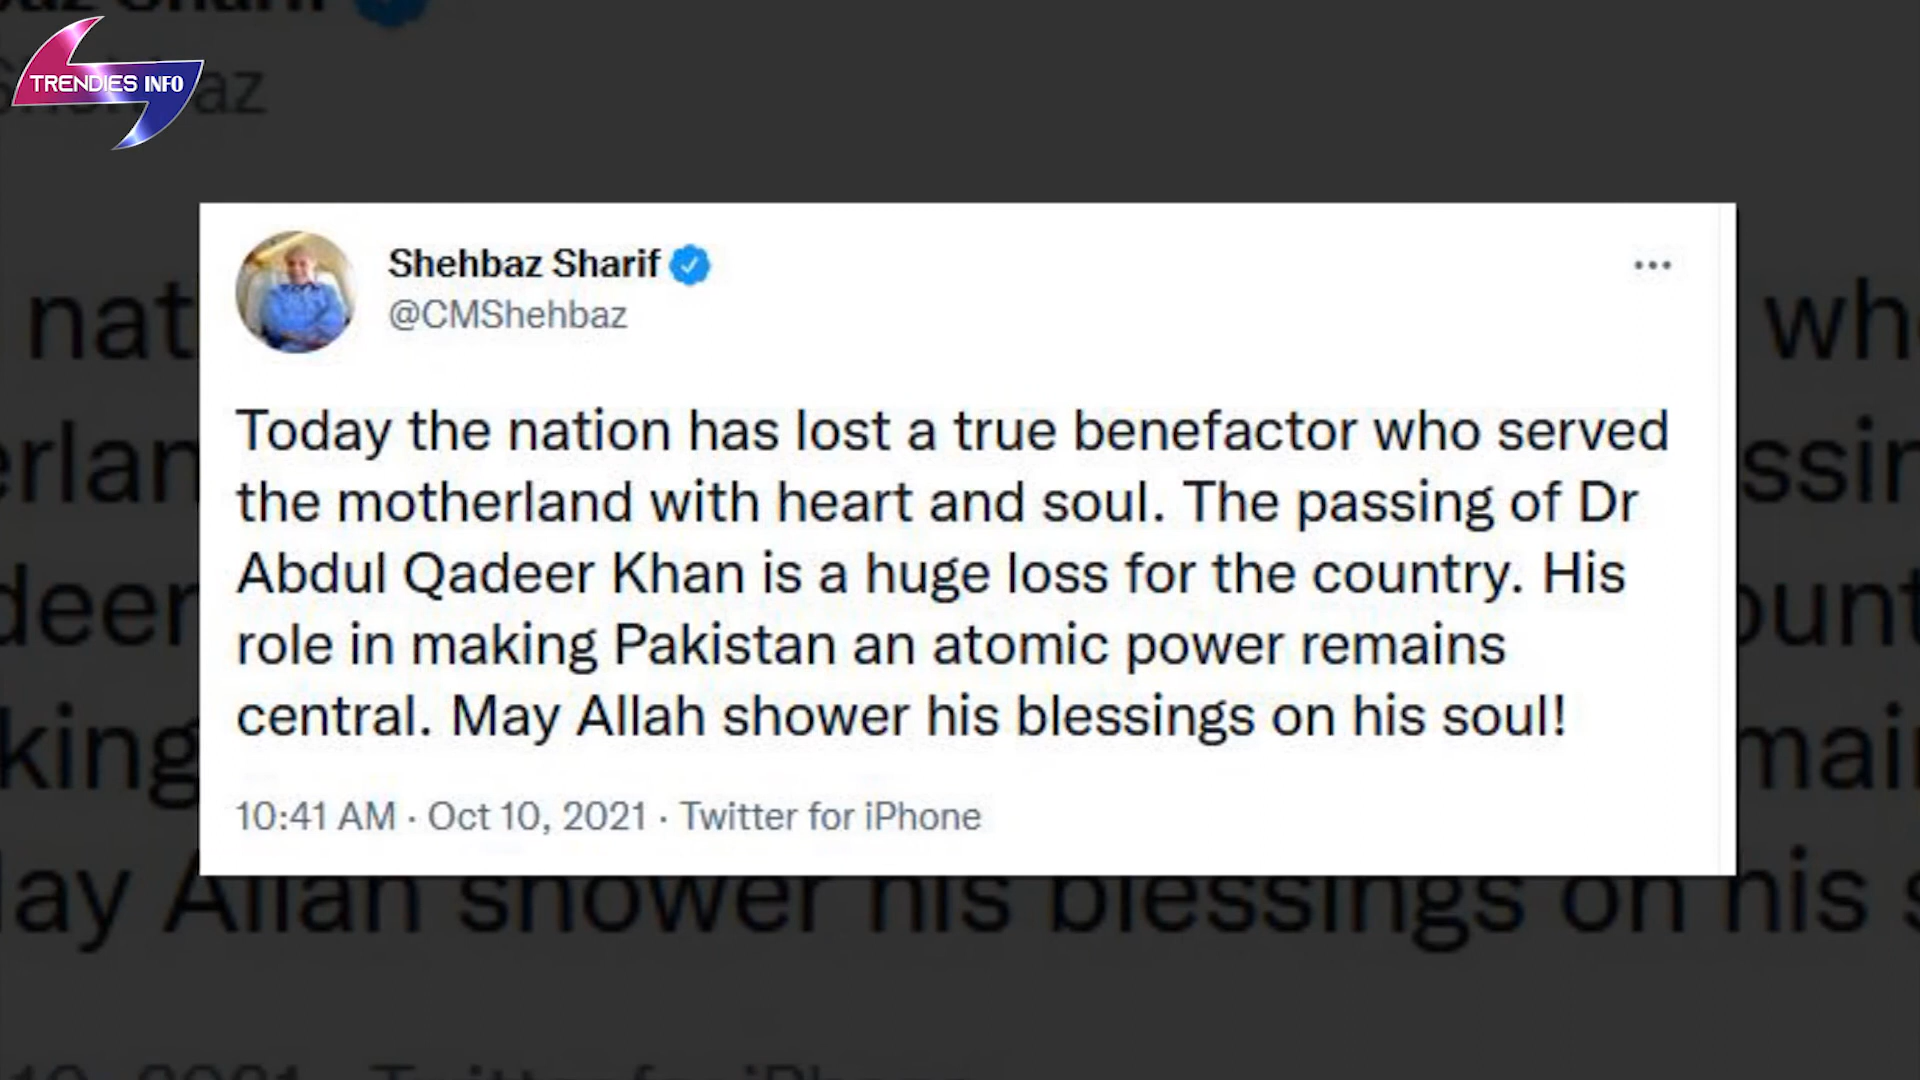 TRENDIES INFO
Shehbaz Sharif
@CMShehbaz
Today the nation has lost a true benefactor who served
the motherland with heart and soul. The passing of Dr
Abdul Qadeer Khan is a huge loss for the country. His
role in making Pakistan an atomic power remains
central. May Allah shower his blessings on his soul!
10:41 AM · Oct 10, 2021 · Twitter for iPhone